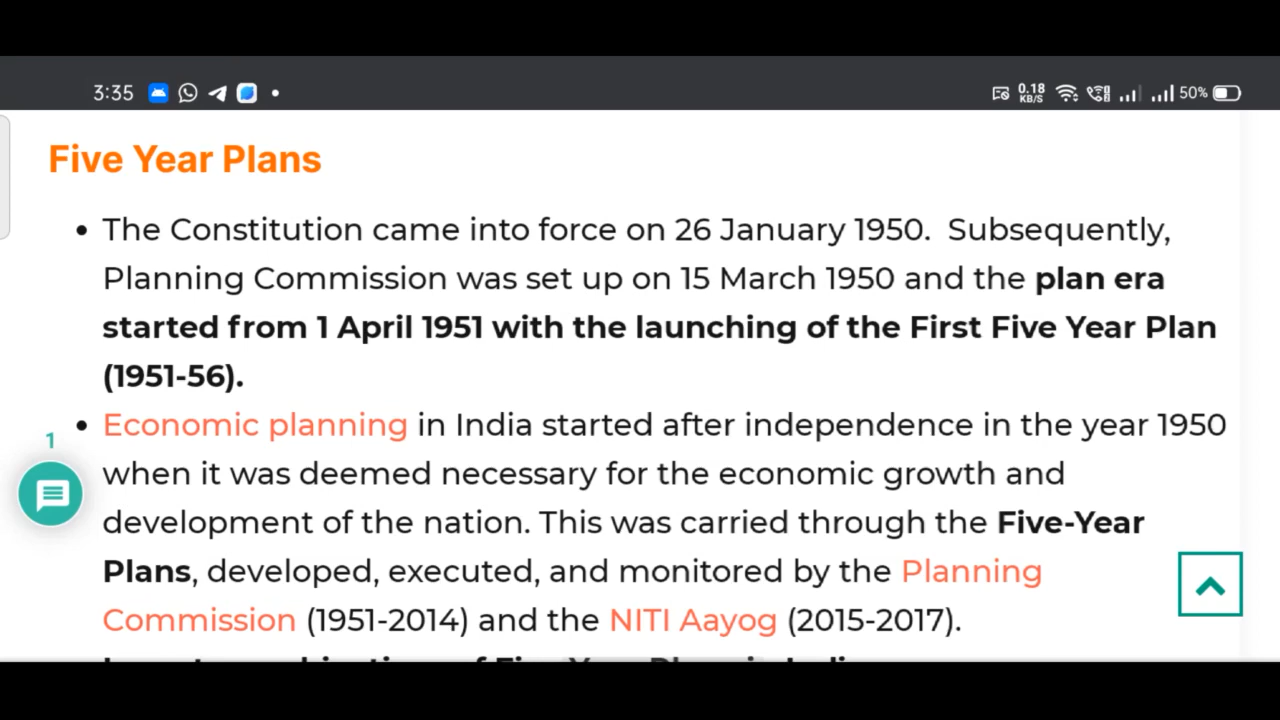 3:35
0.18
KB/S
50%
Five Year Plans
• The Constitution came into force on 26 January 1950.  Subsequently,
Planning Commission was set up on 15 March 1950 and the plan era
started from 1 April 1951 with the launching of the First Five Year Plan
(1951-56).
• Economic planning in India started after independence in the year 1950
1
when it was deemed necessary for the economic growth and
development of the nation. This was carried through the Five-Year
Plans, developed, executed, and monitored by the Planning
Commission (1951-2014) and the NITI Aayog (2015-2017).